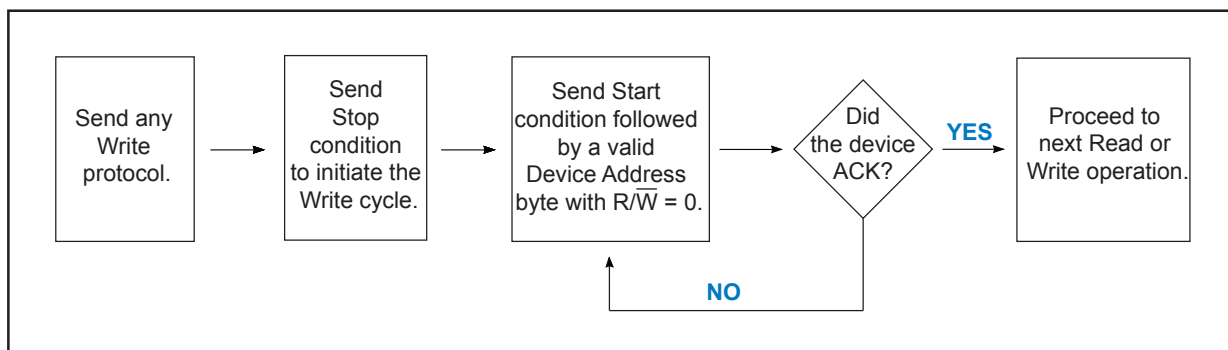 Send any
Write
protocol.
Send
Stop
condition
to initiate the
Write cycle.
Send Start
condition followed
by a valid
Device Address
byte with R/W̅ = 0.
Did
the device
ACK?
YES
Proceed to
next Read or
Write operation.
NO